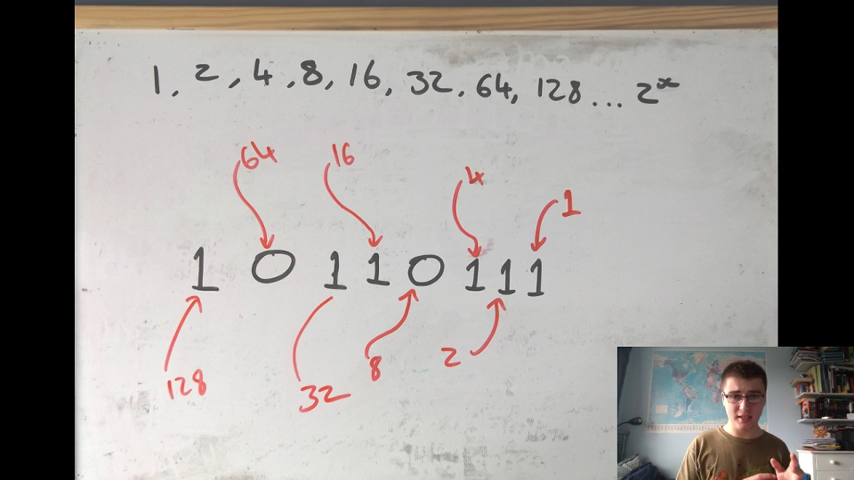 1, 2, 4, 8, 16, 32, 64, 128 ... 2ˣ
64 16 4 1
1 0 1 1 0 1 1 1
128 32 8 2